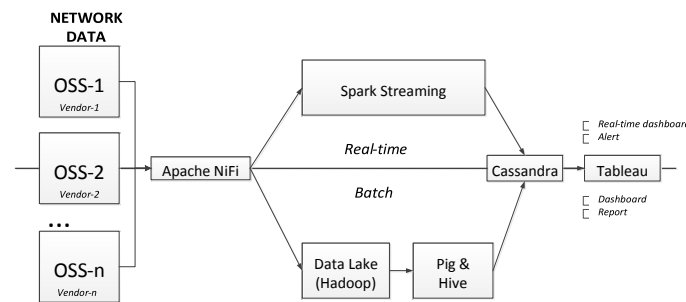 NETWORK
DATA
OSS-1
Vendor-1
OSS-2
Vendor-2
...
OSS-n
Vendor-n
Apache NiFi
Spark Streaming
Real-time
Batch
Data Lake
(Hadoop)
Pig &
Hive
Cassandra
Real-time dashboard
Alert
Tableau
Dashboard
Report